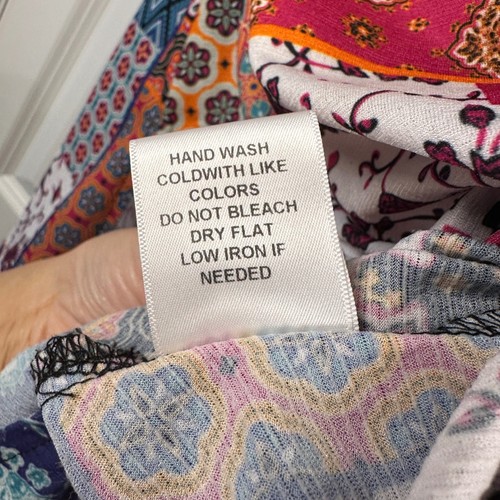 HAND WASH
COLDWITH LIKE
COLORS
DO NOT BLEACH
DRY FLAT
LOW IRON IF
NEEDED